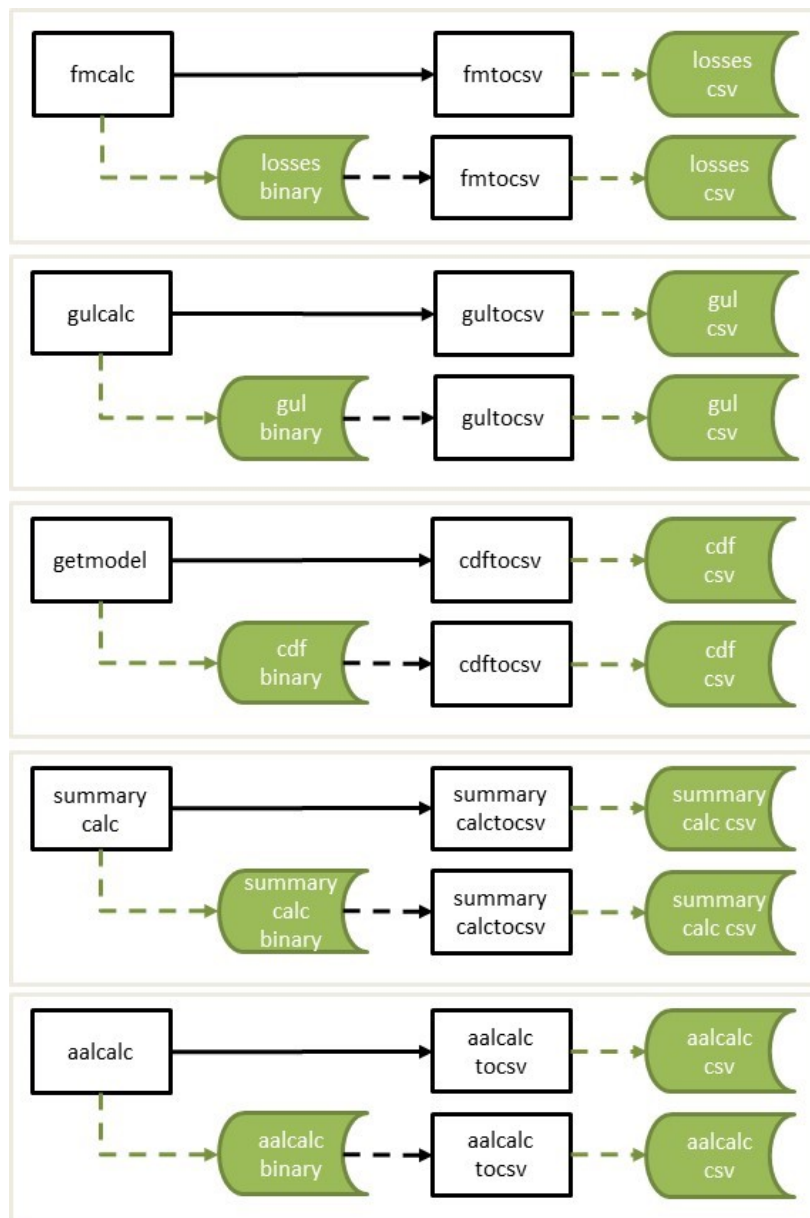 fmcalc
fmtocsv
losses
csv
losses
binary
fmtocsv
losses
csv
gulcalc
gultocsv
gul
csv
gul
binary
gultocsv
gul
csv
getmodel
cdftocsv
cdf
csv
cdf
binary
cdftocsv
cdf
csv
summary
calc
summary
calctocsv
summary
calc csv
summary
calc
binary
summary
calctocsv
summary
calc csv
aalcalc
aalcalc
tocsv
aalcalc
csv
aalcalc
binary
aalcalc
tocsv
aalcalc
csv